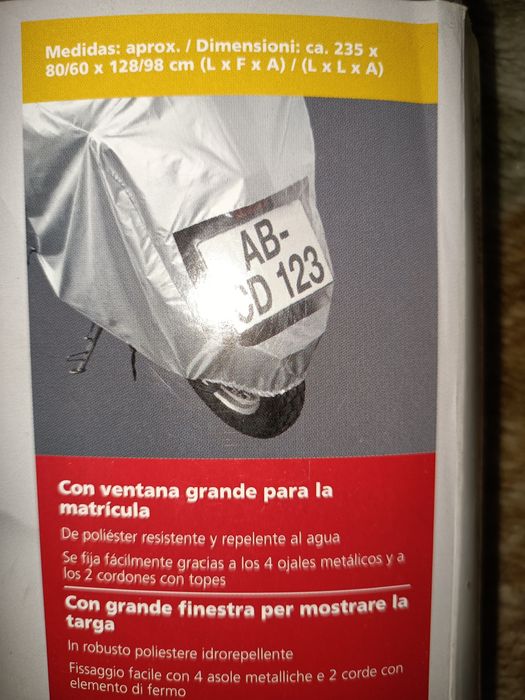 Medidas: aprox. / Dimensioni: ca. 235 x
80/60 x 128/98 cm (L x F x A) / (L x L x A)
AB-
CD 123
Con ventana grande para la
matrícula
De poliéster resistente y repelente al agua
Se fija fácilmente gracias a los 4 ojales metálicos y a
los 2 cordones con topes
Con grande finestra per mostrare la
targa
In robusto poliestere idrorepellente
Fissaggio facile con 4 asole metalliche e 2 corde con
elemento di fermo